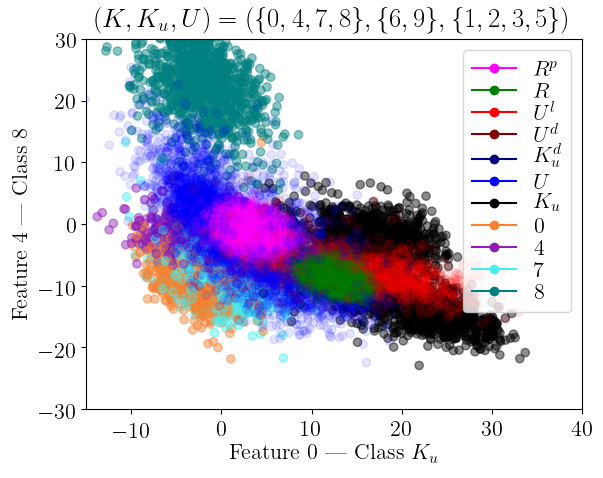 (K, K_u, U) = ({0, 4, 7, 8}, {6, 9}, {1, 2, 3, 5})
30
20
10
0
−10
−20
−30
Feature 4 — Class 8
R^p
R
U^l
U^d
K_u^d
U
K_u
0
4
7
8
−10 0 10 20 30 40
Feature 0 — Class K_u